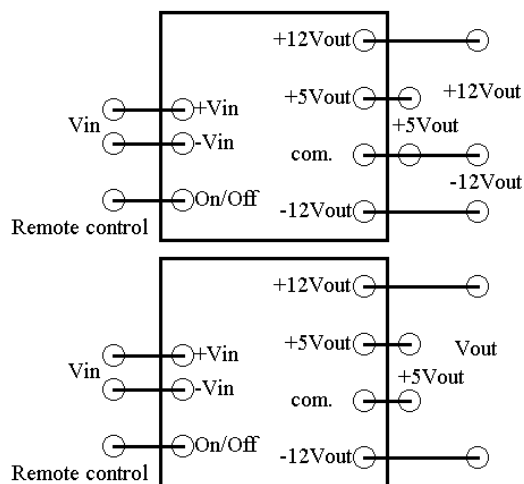 +12Vout
+5Vout
+12Vout
Vin
+Vin
+5Vout
-Vin
com.
-12Vout
On/Off
-12Vout
Remote control
+12Vout
+5Vout
Vout
Vin
+Vin
+5Vout
-Vin
com.
On/Off
-12Vout
Remote control